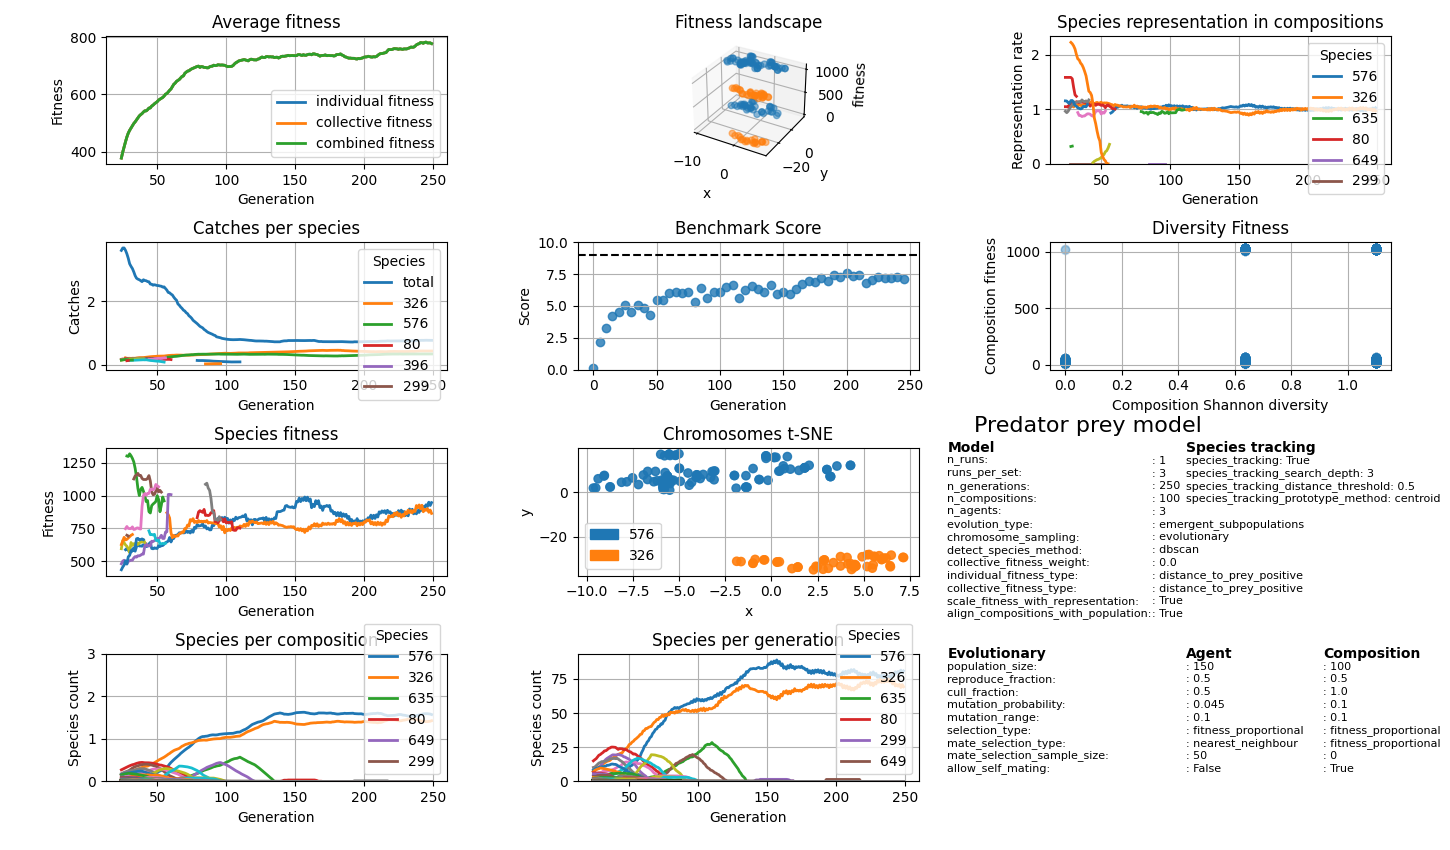 Average fitness
Fitness
800
600
400
individual fitness
collective fitness
combined fitness
50 100 150 200 250
Generation
Fitness landscape
1000
500
0
fitness
−10 0
x
−20 0
y
Species representation in compositions
Representation rate
2
1
0
Species
576
326
635
80
649
299
50 100 150 200 250
Generation
Catches per species
Catches
2
0
Species
total
326
576
80
396
299
50 100 150 200 250
Generation
Benchmark Score
Score
10.0
7.5
5.0
2.5
0.0
0 50 100 150 200 250
Generation
Diversity Fitness
Composition fitness
1000
500
0
0.0 0.2 0.4 0.6 0.8 1.0
Composition Shannon diversity
Species fitness
Fitness
1250
1000
750
500
50 100 150 200 250
Generation
Chromosomes t-SNE
y
0
−20
576
326
−10.0 −7.5 −5.0 −2.5 0.0 2.5 5.0 7.5
x
Predator prey model
Model
n_runs: : 1
runs_per_set: : 3
n_generations: : 250
n_compositions: : 100
n_agents: : 3
evolution_type: : emergent_subpopulations
chromosome_sampling: : evolutionary
detect_species_method: : dbscan
collective_fitness_weight: : 0.0
individual_fitness_type: : distance_to_prey_positive
collective_fitness_type: : distance_to_prey_positive
scale_fitness_with_representation: : True
align_compositions_with_population: : True
Species tracking
species_tracking: True
species_tracking_search_depth: 3
species_tracking_distance_threshold: 0.5
species_tracking_prototype_method: centroid
Species per composition
Species count
3
2
1
0
Species
576
326
635
80
649
299
50 100 150 200 250
Generation
Species per generation
Species count
75
50
25
0
Species
576
326
635
80
299
649
50 100 150 200 250
Generation
Evolutionary Agent Composition
population_size: : 150 : 100
reproduce_fraction: : 0.5 : 0.5
cull_fraction: : 0.5 : 1.0
mutation_probability: : 0.045 : 0.1
mutation_range: : 0.1 : 0.1
selection_type: : fitness_proportional : fitness_proportional
mate_selection_type: : nearest_neighbour : fitness_proportional
mate_selection_sample_size: : 50 : 0
allow_self_mating: : False : True